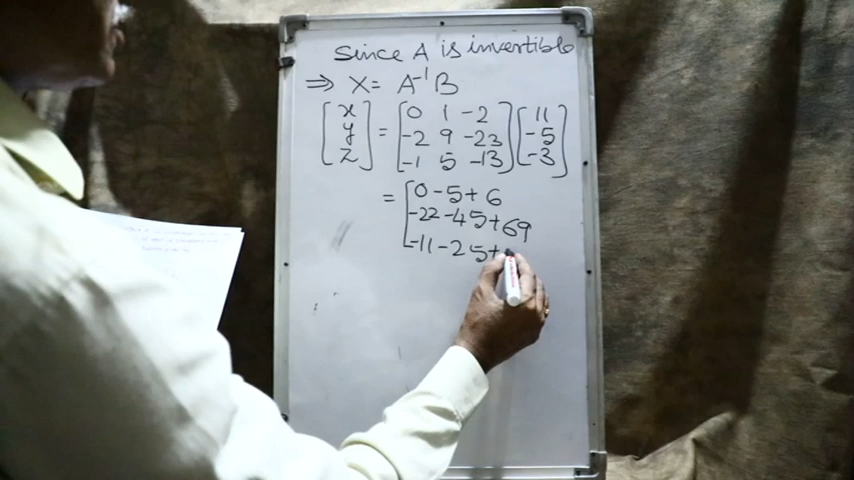 Since A is invertible
⇒ X = A⁻¹ B
[x] = [0 1 -2] [11]
[y] [-2 9 -23] [-5]
[z] [-1 5 -13] [-3]
= [0 - 5 + 6
-22 - 45 + 69
-11 - 25 +